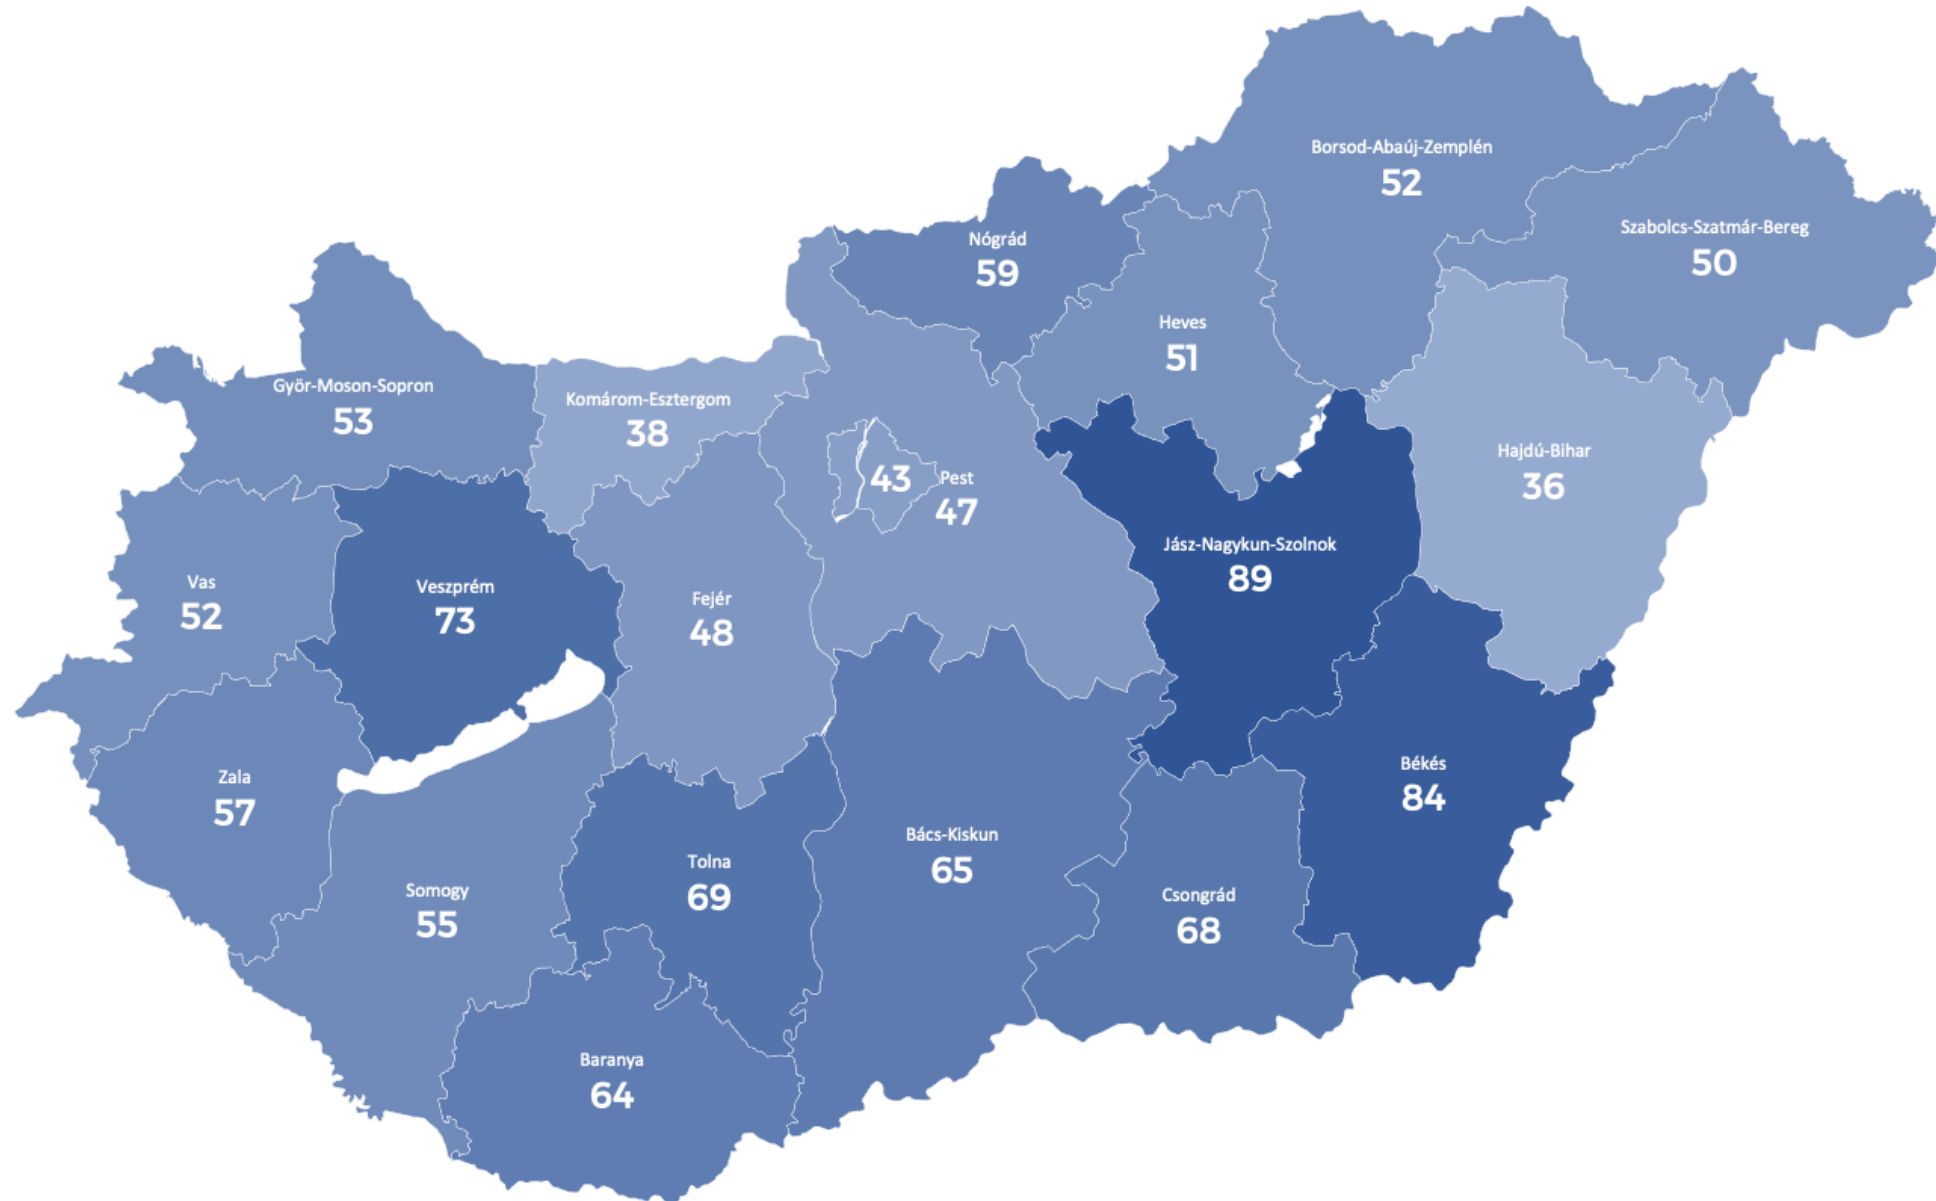 Borsod-Abaúj-Zemplén
52
Szabolcs-Szatmár-Bereg
50
Nógrád
59
Heves
51
Györ-Moson-Sopron
53
Komárom-Esztergom
38
Hajdú-Bihar
36
43
Pest
47
Jász-Nagykun-Szolnok
89
Vas
52
Veszprém
73
Fejér
48
Zala
57
Békés
84
Bács-Kiskun
65
Tolna
69
Somogy
55
Csongrád
68
Baranya
64